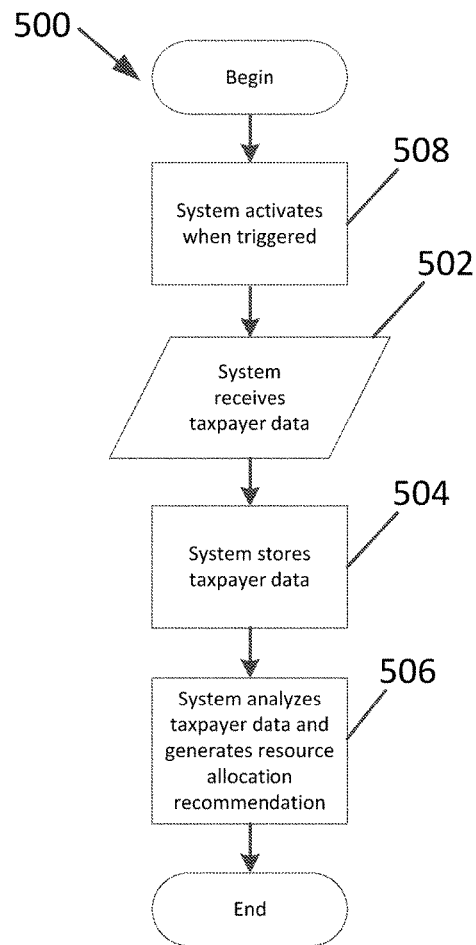 500
Begin
508
System activates
when triggered
502
System
receives
taxpayer data
504
System stores
taxpayer data
506
System analyzes
taxpayer data and
generates resource
allocation
recommendation
End